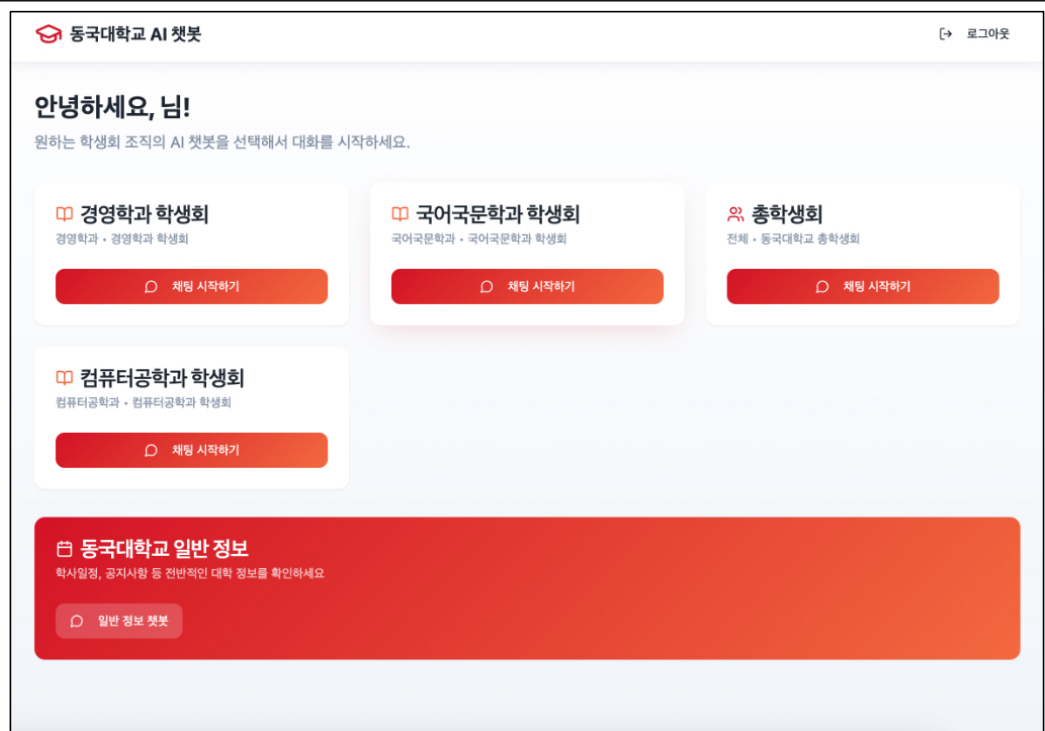 동국대학교 AI 챗봇
로그아웃
안녕하세요, 님!
원하는 학생회 조직의 AI 챗봇을 선택해서 대화를 시작하세요.
경영학과 학생회
경영학과 • 경영학과 학생회
채팅 시작하기
국어국문학과 학생회
국어국문학과 • 국어국문학과 학생회
채팅 시작하기
총학생회
전체 • 동국대학교 총학생회
채팅 시작하기
컴퓨터공학과 학생회
컴퓨터공학과 • 컴퓨터공학과 학생회
채팅 시작하기
동국대학교 일반 정보
학사일정, 공지사항 등 전반적인 대학 정보를 확인하세요
일반 정보 챗봇